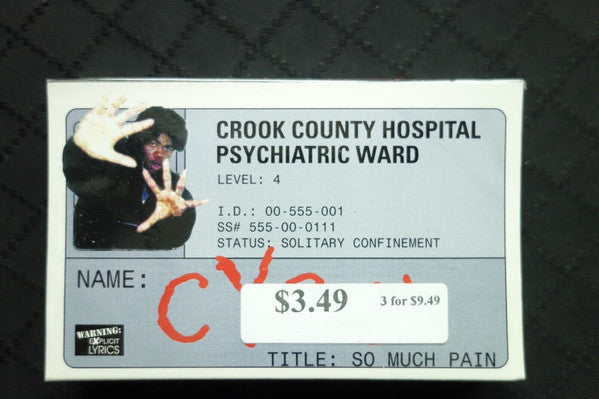 CROOK COUNTY HOSPITAL
PSYCHIATRIC WARD
LEVEL: 4
I.D.: 00-555-001
SS# 555-00-0111
STATUS: SOLITARY CONFINEMENT
NAME:
$3.49 3 for $9.49
WARNING:
EXPLICIT
LYRICS
TITLE: SO MUCH PAIN